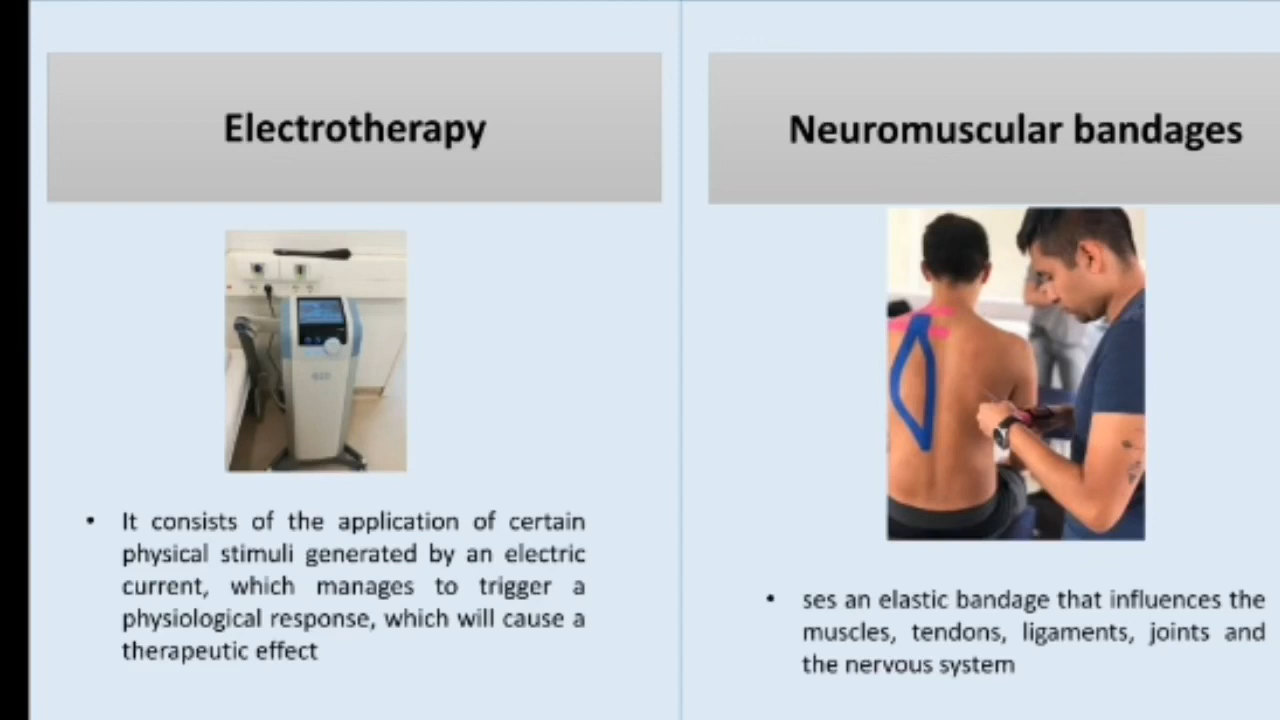 Electrotherapy
It consists of the application of certain
physical stimuli generated by an electric
current, which manages to trigger a
physiological response, which will cause a
therapeutic effect
Neuromuscular bandages
ses an elastic bandage that influences the
muscles, tendons, ligaments, joints and
the nervous system